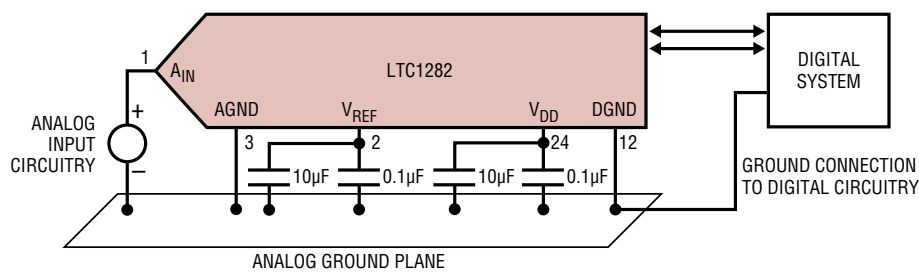 LTC1282
1
A_IN
AGND
V_REF
V_DD
DGND
3
2
24
12
+
−
ANALOG
INPUT
CIRCUITRY
10µF
0.1µF
10µF
0.1µF
DIGITAL
SYSTEM
GROUND CONNECTION
TO DIGITAL CIRCUITRY
ANALOG GROUND PLANE